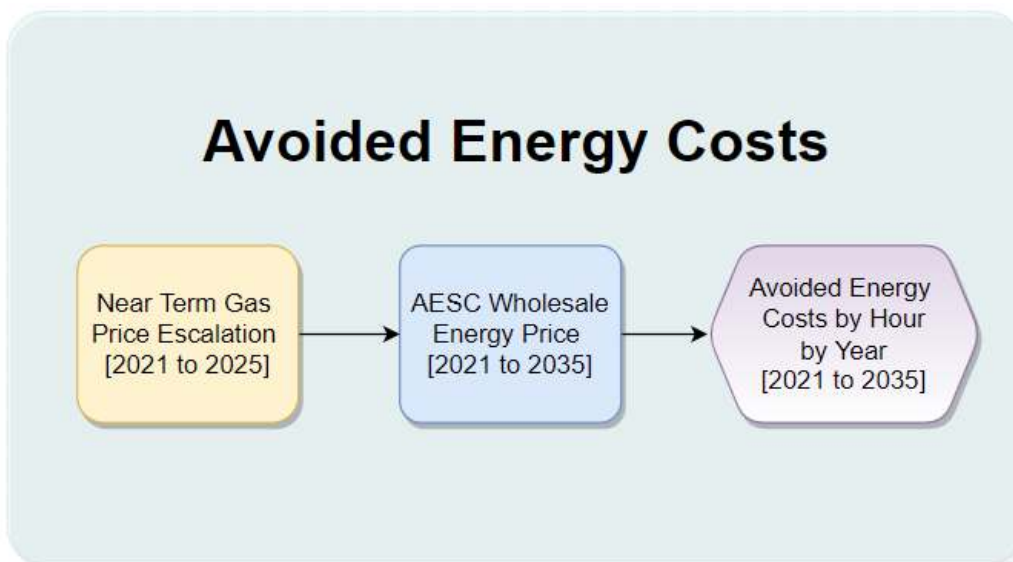 Avoided Energy Costs
Near Term Gas
Price Escalation
[2021 to 2025]
AESC Wholesale
Energy Price
[2021 to 2035]
Avoided Energy
Costs by Hour
by Year
[2021 to 2035]